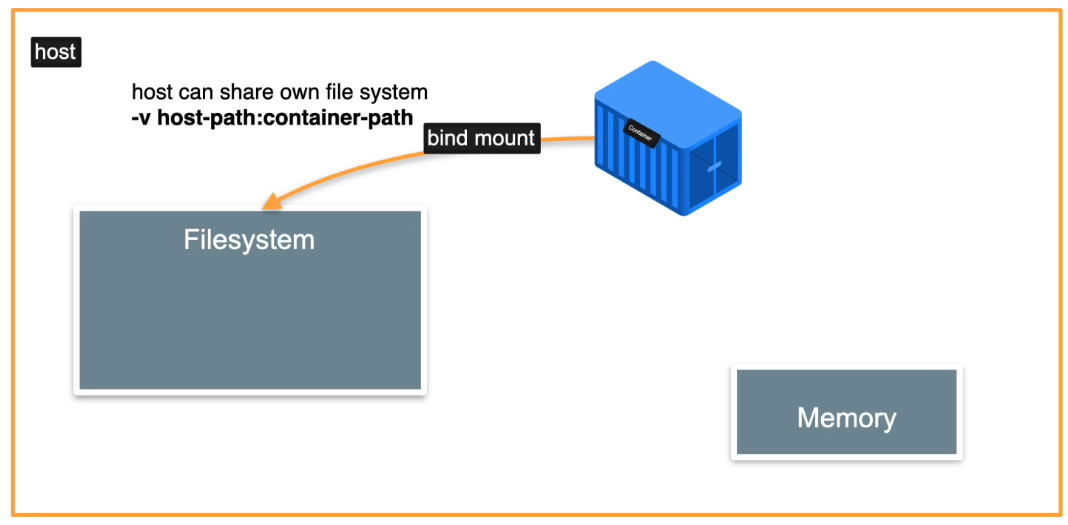 host
host can share own file system
-v host-path:container-path
bind mount
Container
Filesystem
Memory